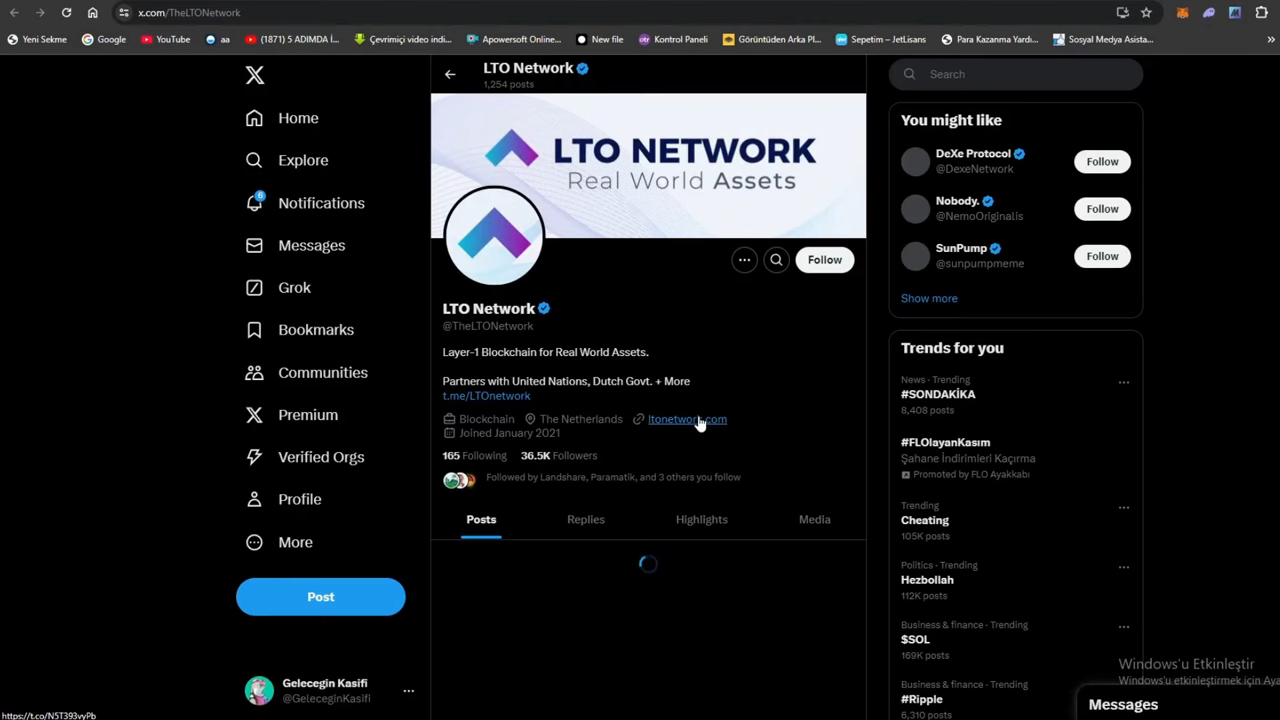 x.com/TheLTONetwork
Yeni Sekme
Google
YouTube
aa
(1871) 5 ADIMDA İ...
Çevrimiçi video indi...
Apowersoft Online...
New file
Kontrol Paneli
Görüntüden Arka Pl...
Sepetim – JetLisans
Para Kazanma Yardı...
Sosyal Medya Asista...
Home
Explore
6
Notifications
Messages
Grok
Bookmarks
Communities
Premium
Verified Orgs
Profile
More
Post
Gelecegin Kasifi
@GeleceginKasifi
https://t.co/N5T393vyPb
LTO Network
1,254 posts
LTO NETWORK
Real World Assets
Follow
LTO Network
@TheLTONetwork
Layer-1 Blockchain for Real World Assets.
Partners with United Nations, Dutch Govt. + More
t.me/LTOnetwork
Blockchain The Netherlands ltonetwork.com
Joined January 2021
165 Following 36.5K Followers
Followed by Landshare, Paramatik, and 3 others you follow
Posts Replies Highlights Media
Search
You might like
DeXe Protocol
@DexeNetwork
Follow
Nobody.
@NemoOriginalis
Follow
SunPump
@sunpumpmeme
Follow
Show more
Trends for you
News · Trending
#SONDAKİKA
8,408 posts
#FLOlayanKasım
Şahane İndirimleri Kaçırma
Promoted by FLO Ayakkabı
Trending
Cheating
105K posts
Politics · Trending
Hezbollah
112K posts
Business & finance · Trending
$SOL
169K posts
Business & finance · Trending
#Ripple
6,310 posts
Windows'u Etkinleştir
Windows'u etkinleştirmek için Aya
Messages